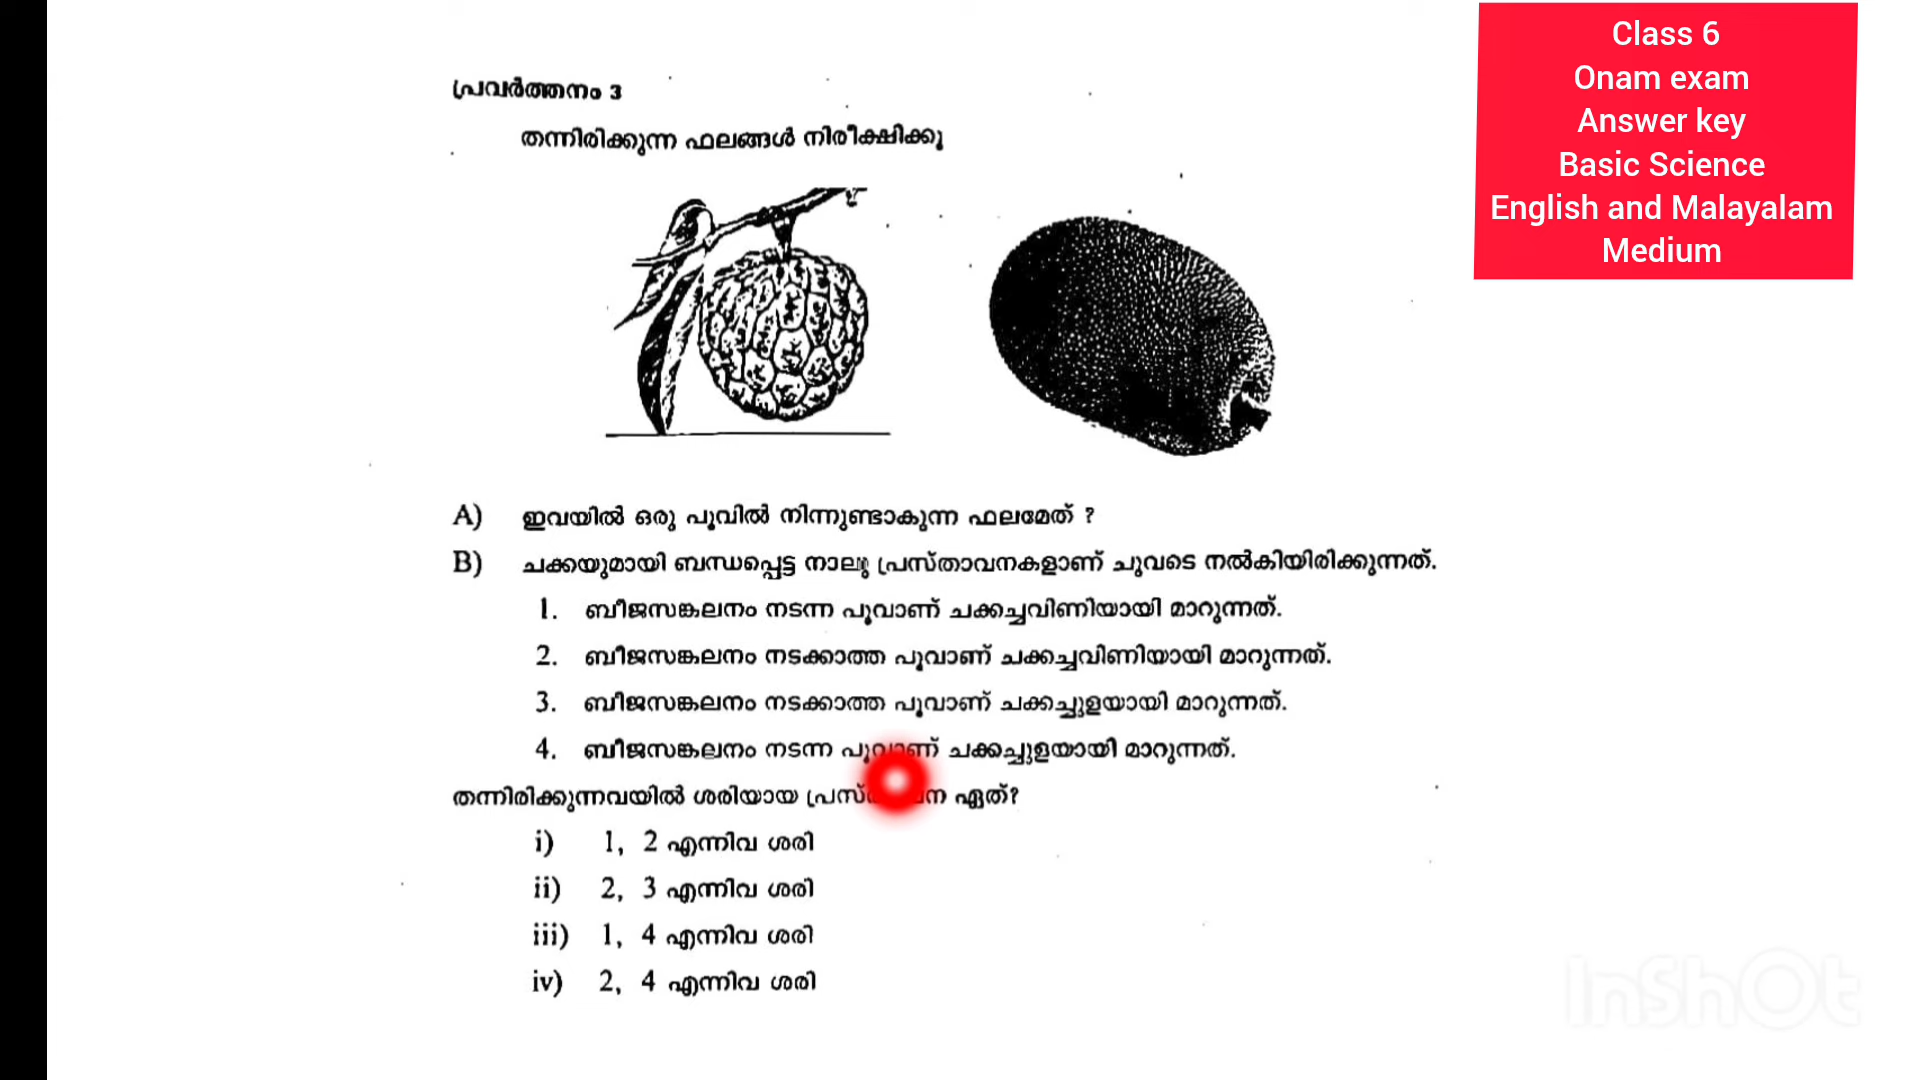 Class 6
Onam exam
Answer key
Basic Science
English and Malayalam
Medium
പ്രവർത്തനം 3
തന്നിരിക്കുന്ന ഫലങ്ങൾ നിരീക്ഷിക്കൂ
A) ഇവയിൽ ഒരു പൂവിൽ നിന്നുണ്ടാകുന്ന ഫലമേത് ?
B) ചക്കയുമായി ബന്ധപ്പെട്ട നാലു പ്രസ്താവനകളാണ് ചുവടെ നൽകിയിരിക്കുന്നത്.
1. ബീജസങ്കലനം നടന്ന പൂവാണ് ചക്കച്ചവിണിയായി മാറുന്നത്.
2. ബീജസങ്കലനം നടക്കാത്ത പൂവാണ് ചക്കച്ചവിണിയായി മാറുന്നത്.
3. ബീജസങ്കലനം നടക്കാത്ത പൂവാണ് ചക്കച്ചുളയായി മാറുന്നത്.
4. ബീജസങ്കലനം നടന്ന പൂവാണ് ചക്കച്ചുളയായി മാറുന്നത്.
തന്നിരിക്കുന്നവയിൽ ശരിയായ പ്രസ്താവന ഏത്?
i) 1, 2 എന്നിവ ശരി
ii) 2, 3 എന്നിവ ശരി
iii) 1, 4 എന്നിവ ശരി
iv) 2, 4 എന്നിവ ശരി
InShOt